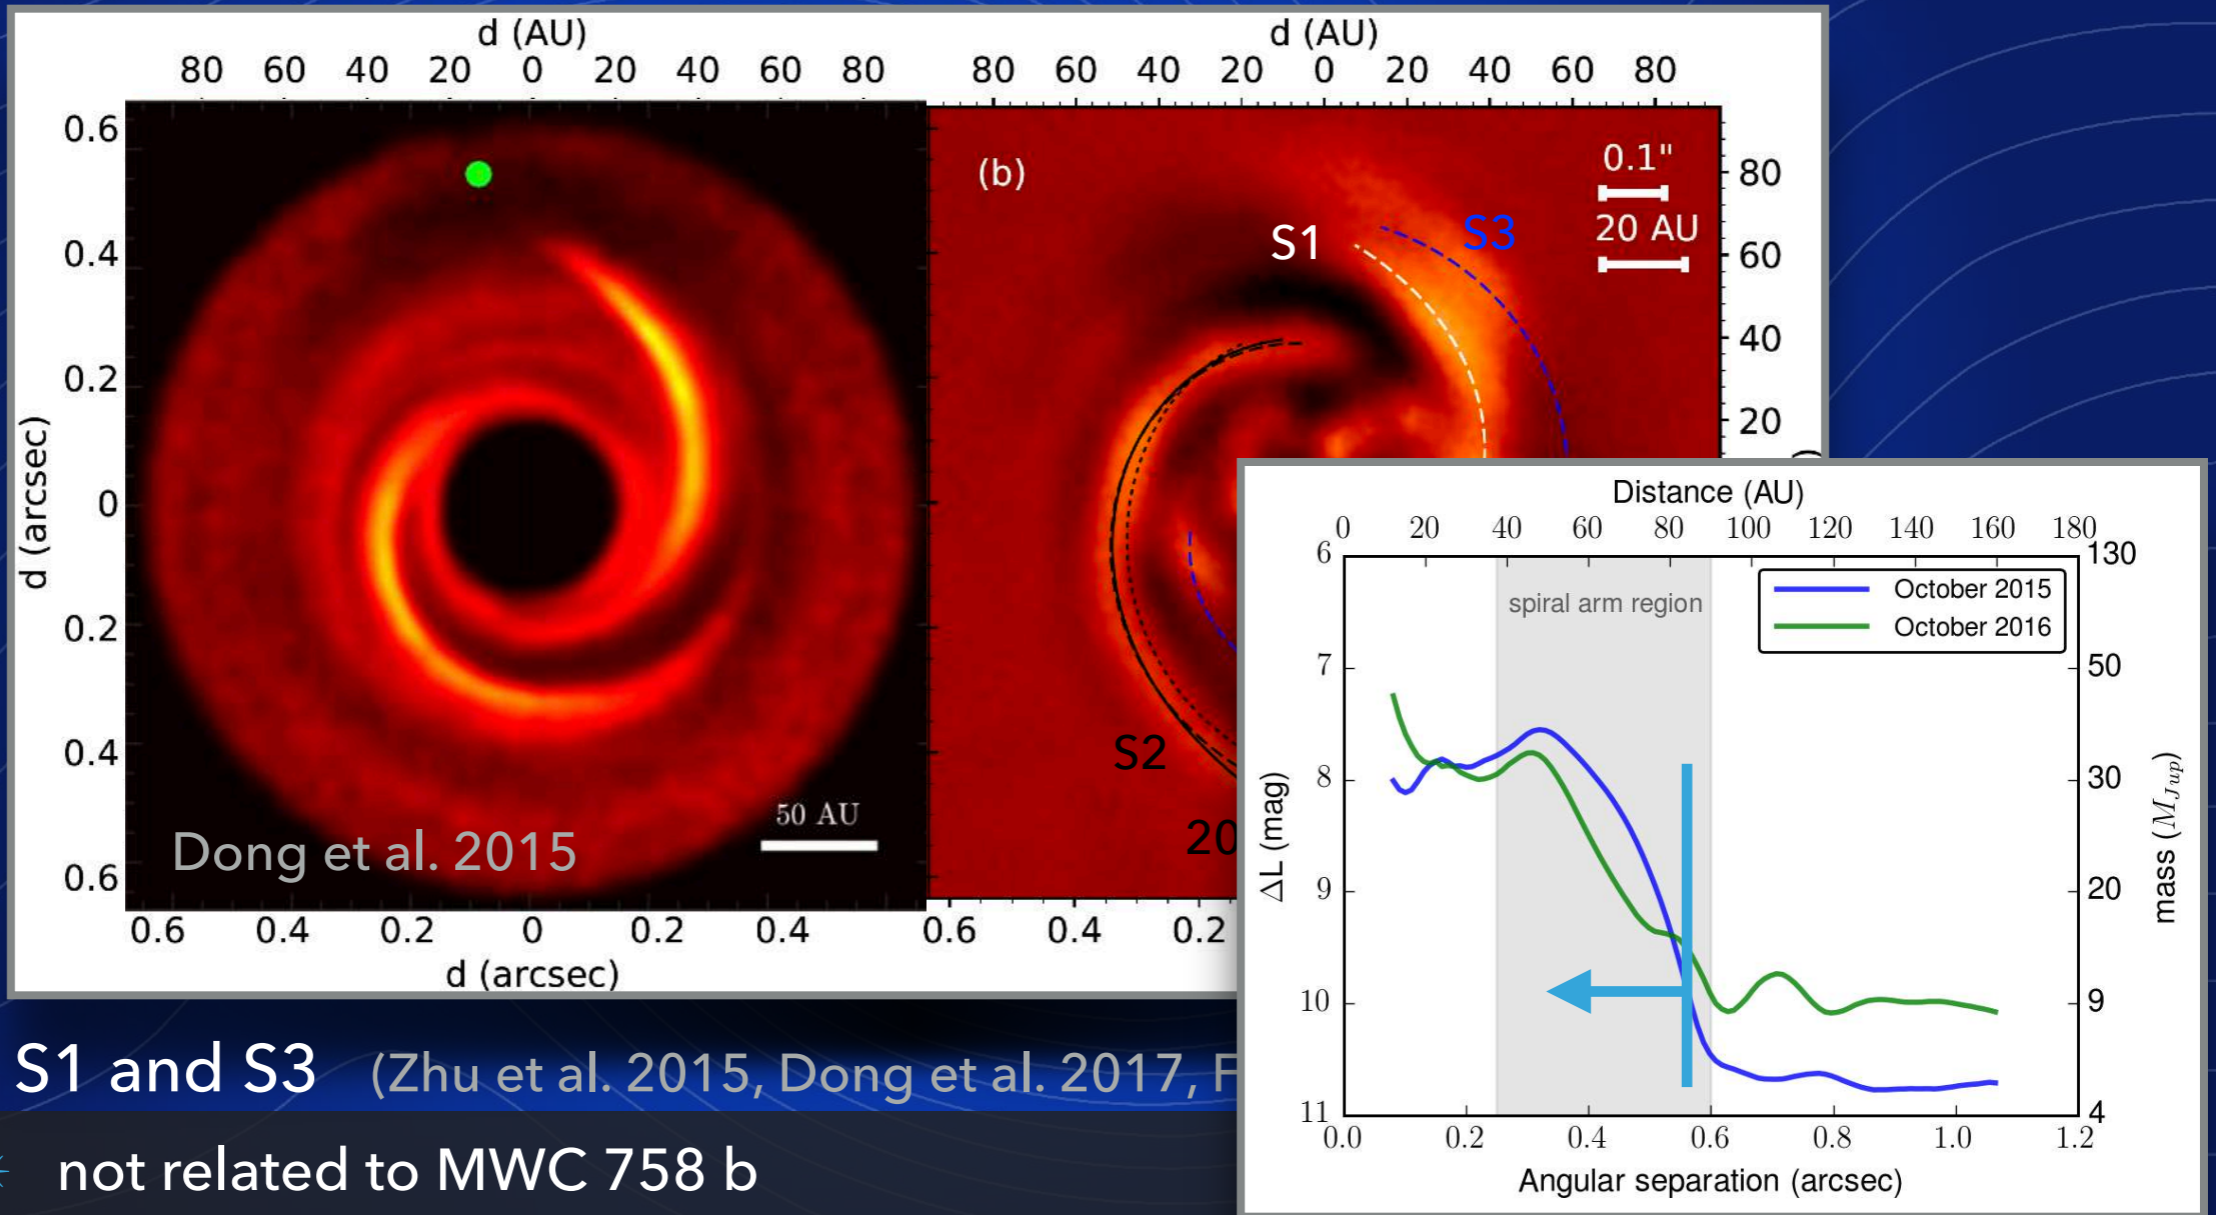 d (AU)
80 60 40 20 0 20 40 60 80
d (AU)
80 60 40 20 0 20 40 60 80
d (arcsec)
0.6
0.4
0.2
0
0.2
0.4
0.6
Dong et al. 2015
50 AU
0.6 0.4 0.2 0 0.2 0.4
d (arcsec)
(b)
0.1"
20 AU
S1
S3
S2
20
80
60
40
20
0.6 0.4 0.2
Distance (AU)
0 20 40 60 80 100 120 140 160 180
ΔL (mag)
6
7
8
9
10
11
spiral arm region
October 2015
October 2016
130
50
30
20
9
4
mass (M_Jup)
0.0 0.2 0.4 0.6 0.8 1.0 1.2
Angular separation (arcsec)
S1 and S3 (Zhu et al. 2015, Dong et al. 2017,
not related to MWC 758 b